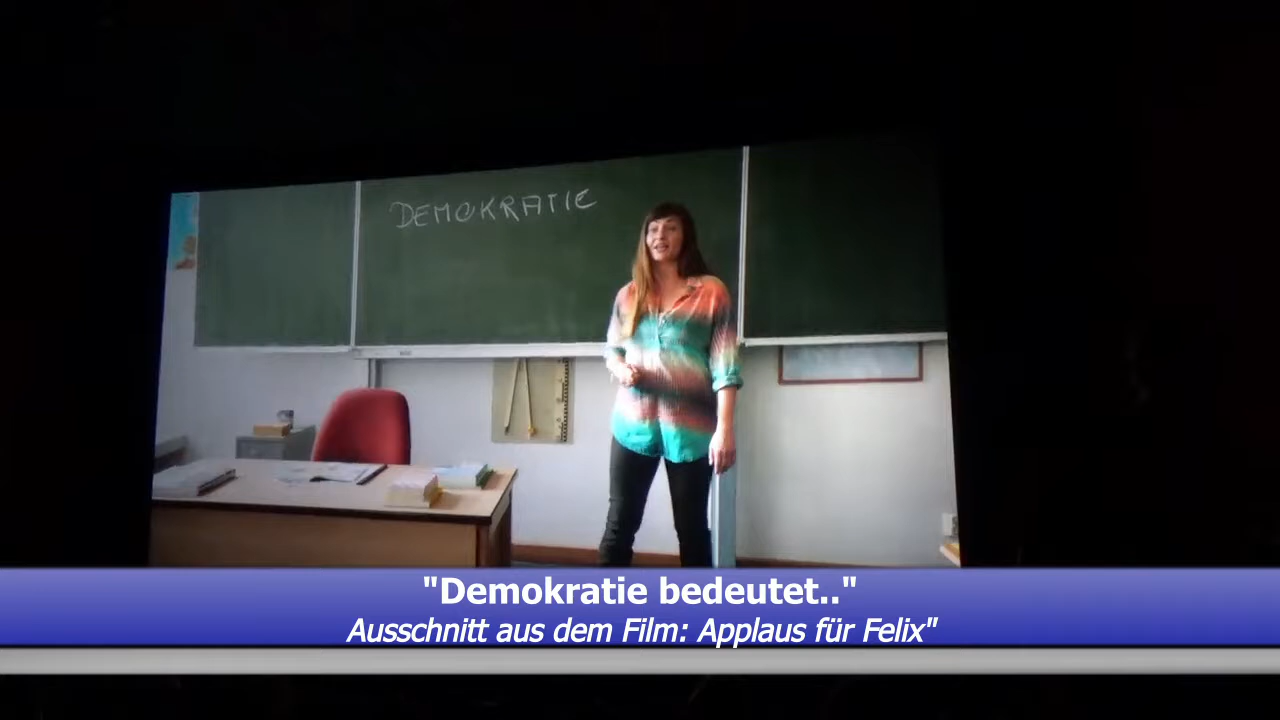 DEMOKRATIE
"Demokratie bedeutet.."
Ausschnitt aus dem Film: Applaus für Felix"